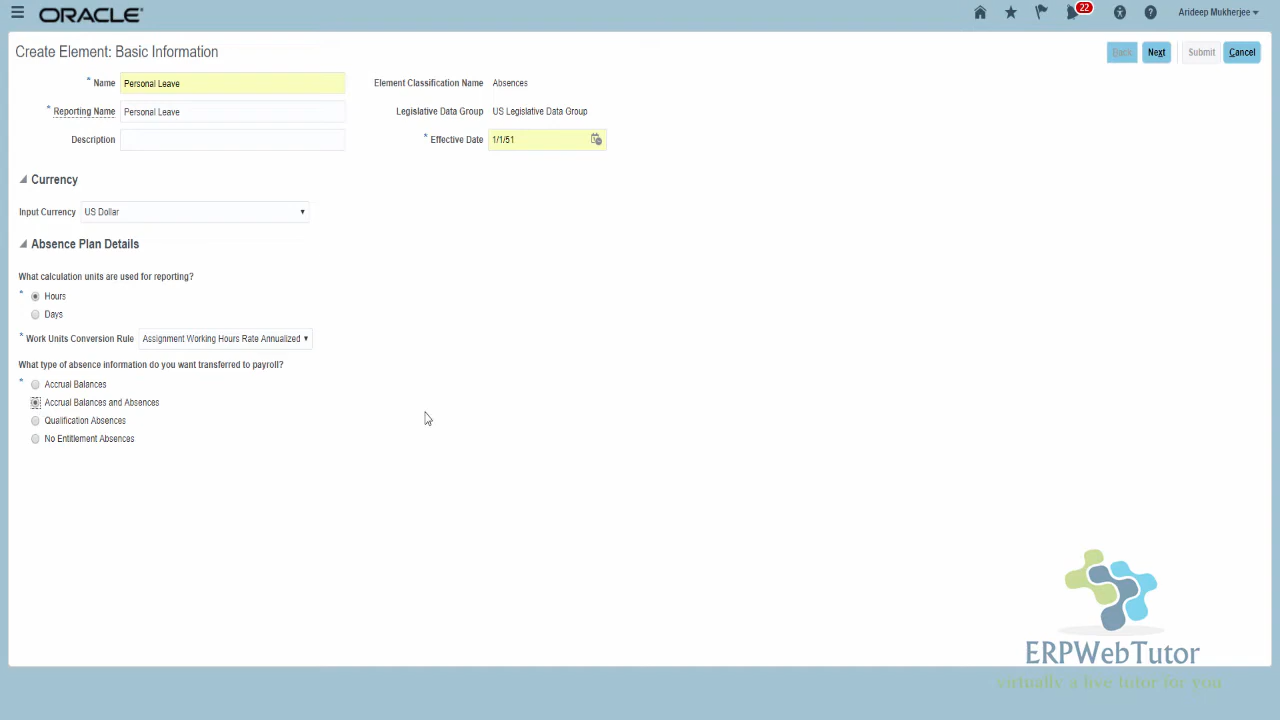 ORACLE
22
Arideep Mukherjee
Create Element: Basic Information
Back
Next
Submit
Cancel
* Name Personal Leave
Element Classification Name Absences
* Reporting Name Personal Leave
Legislative Data Group US Legislative Data Group
Description
* Effective Date 1/1/51
Currency
Input Currency US Dollar
Absence Plan Details
What calculation units are used for reporting?
* Hours
Days
* Work Units Conversion Rule Assignment Working Hours Rate Annualized
What type of absence information do you want transferred to payroll?
* Accrual Balances
Accrual Balances and Absences
Qualification Absences
No Entitlement Absences
ERPWebTutor
virtually a live tutor for you